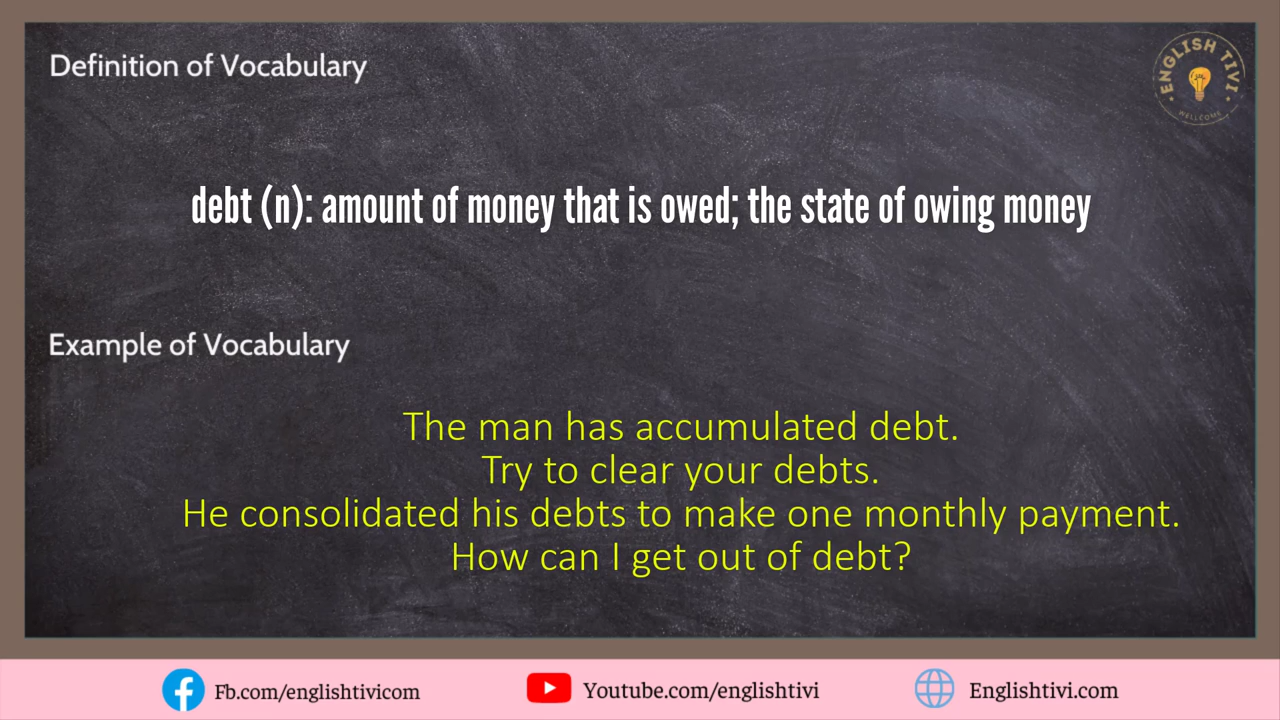 Definition of Vocabulary
ENGLISH TIVI
WELLCOME
debt (n): amount of money that is owed; the state of owing money
Example of Vocabulary
The man has accumulated debt.
Try to clear your debts.
He consolidated his debts to make one monthly payment.
How can I get out of debt?
Fb.com/englishtivicom
Youtube.com/englishtivi
Englishtivi.com